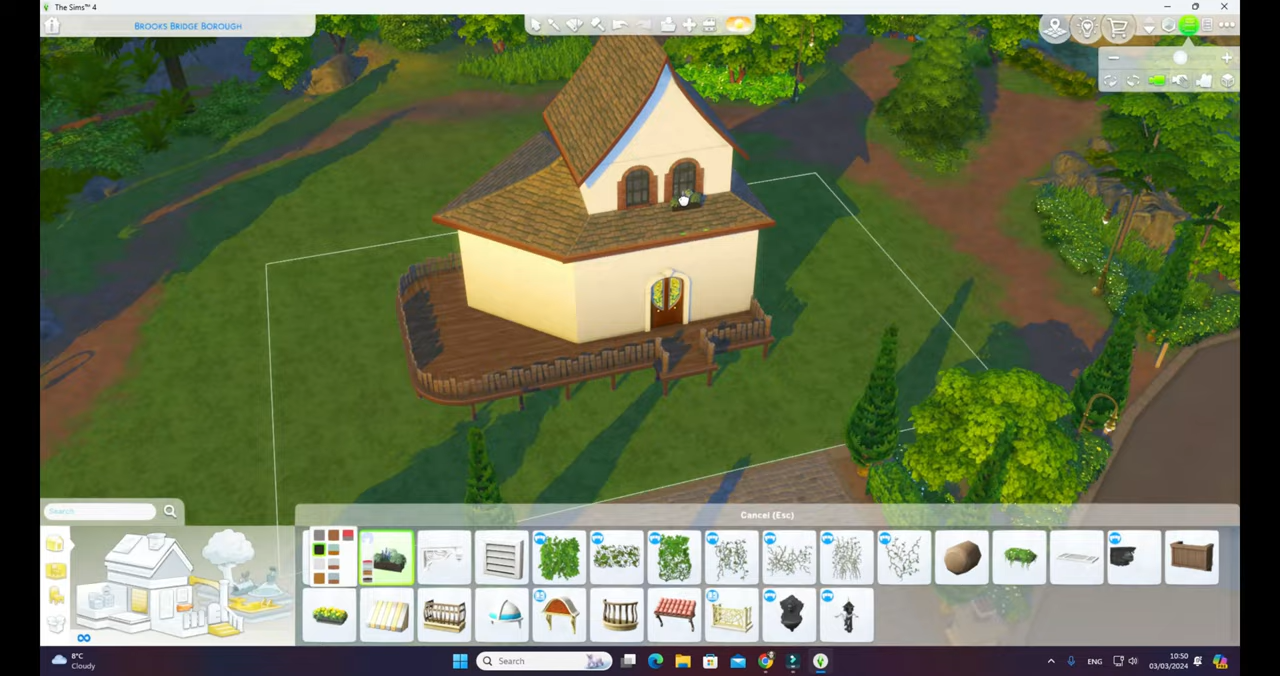 The Sims™ 4
BROOKS BRIDGE BOROUGH
Search
Cancel (Esc)
8°C
Cloudy
Search
ENG
10:50
03/03/2024